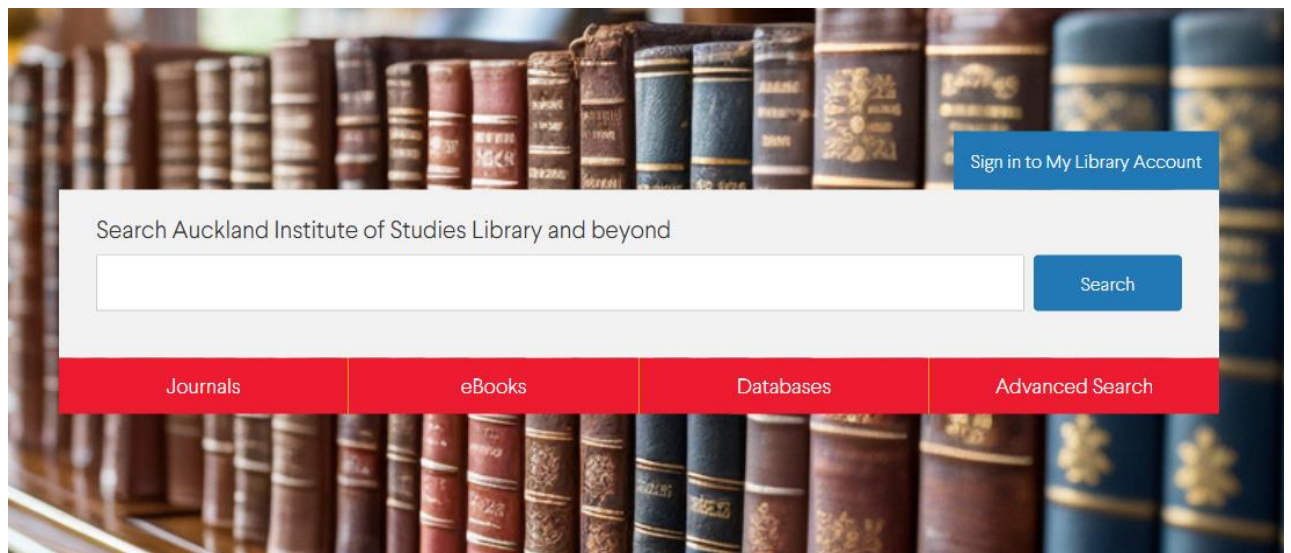 Sign in to My Library Account
Search Auckland Institute of Studies Library and beyond
Search
Journals
eBooks
Databases
Advanced Search